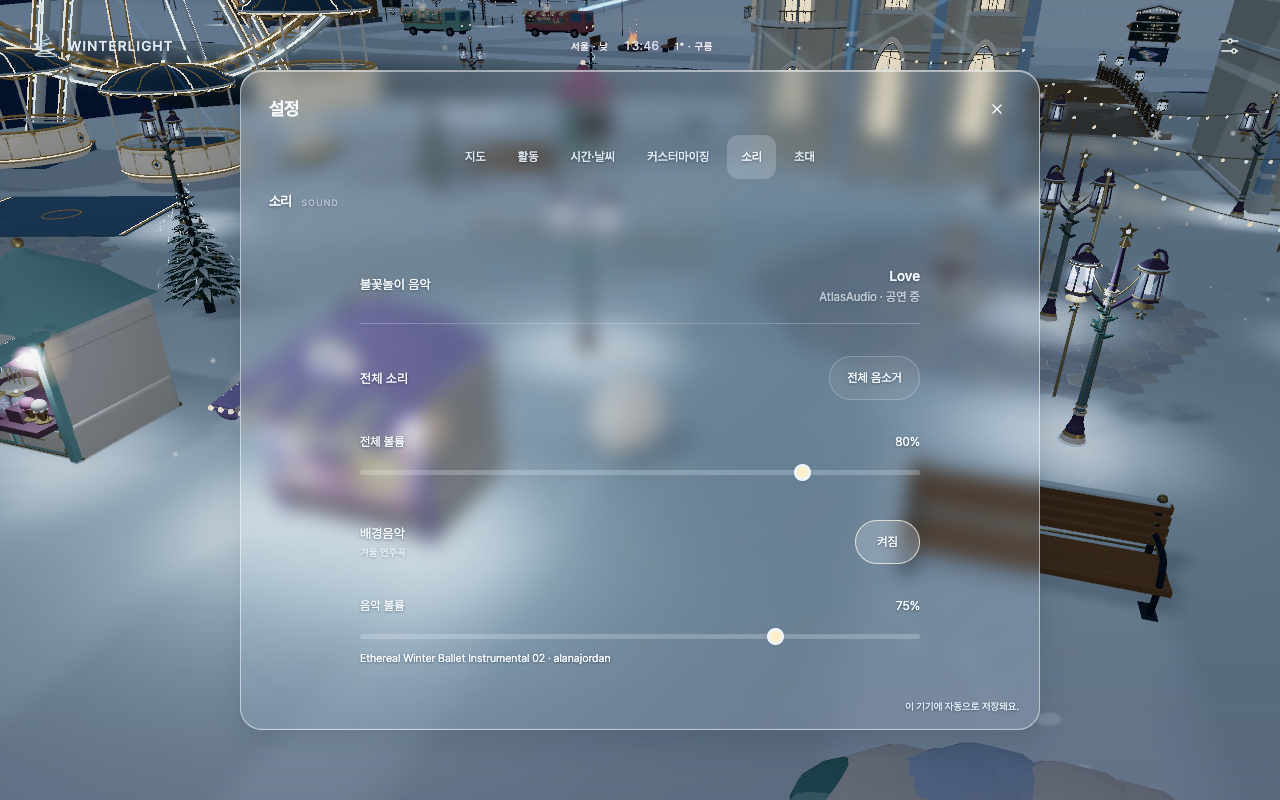 WINTERLIGHT
서울 · 낮 13:46 -1° · 구름
설정
지도 활동 시간·날씨 커스터마이징 소리 초대
소리 SOUND
불꽃놀이 음악
Love
AtlasAudio · 공연 중
전체 소리
전체 음소거
전체 볼륨
80%
배경음악
겨울 연주곡
켜짐
음악 볼륨
75%
Ethereal Winter Ballet Instrumental 02 · alanajordan
이 기기에 자동으로 저장돼요.